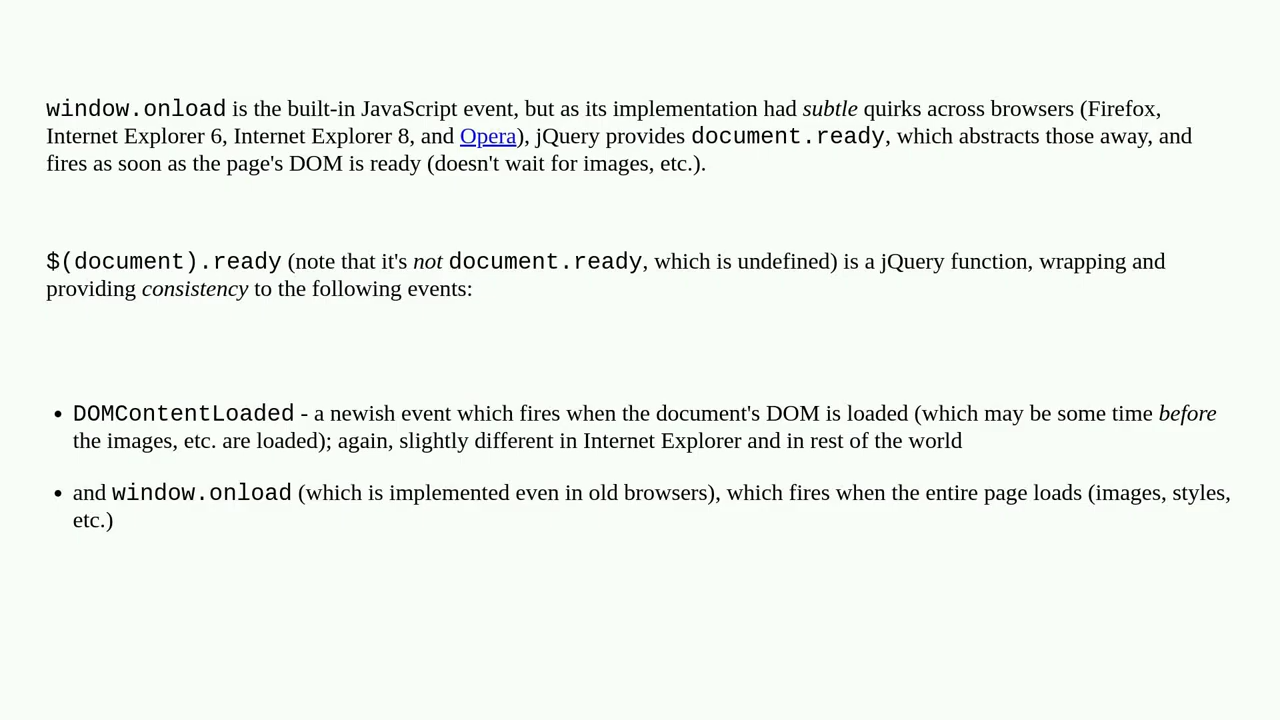 window.onload is the built-in JavaScript event, but as its implementation had subtle quirks across browsers (Firefox,
Internet Explorer 6, Internet Explorer 8, and Opera), jQuery provides document.ready, which abstracts those away, and
fires as soon as the page's DOM is ready (doesn't wait for images, etc.).
$(document).ready (note that it's not document.ready, which is undefined) is a jQuery function, wrapping and
providing consistency to the following events:
• DOMContentLoaded - a newish event which fires when the document's DOM is loaded (which may be some time before
the images, etc. are loaded); again, slightly different in Internet Explorer and in rest of the world
• and window.onload (which is implemented even in old browsers), which fires when the entire page loads (images, styles,
etc.)